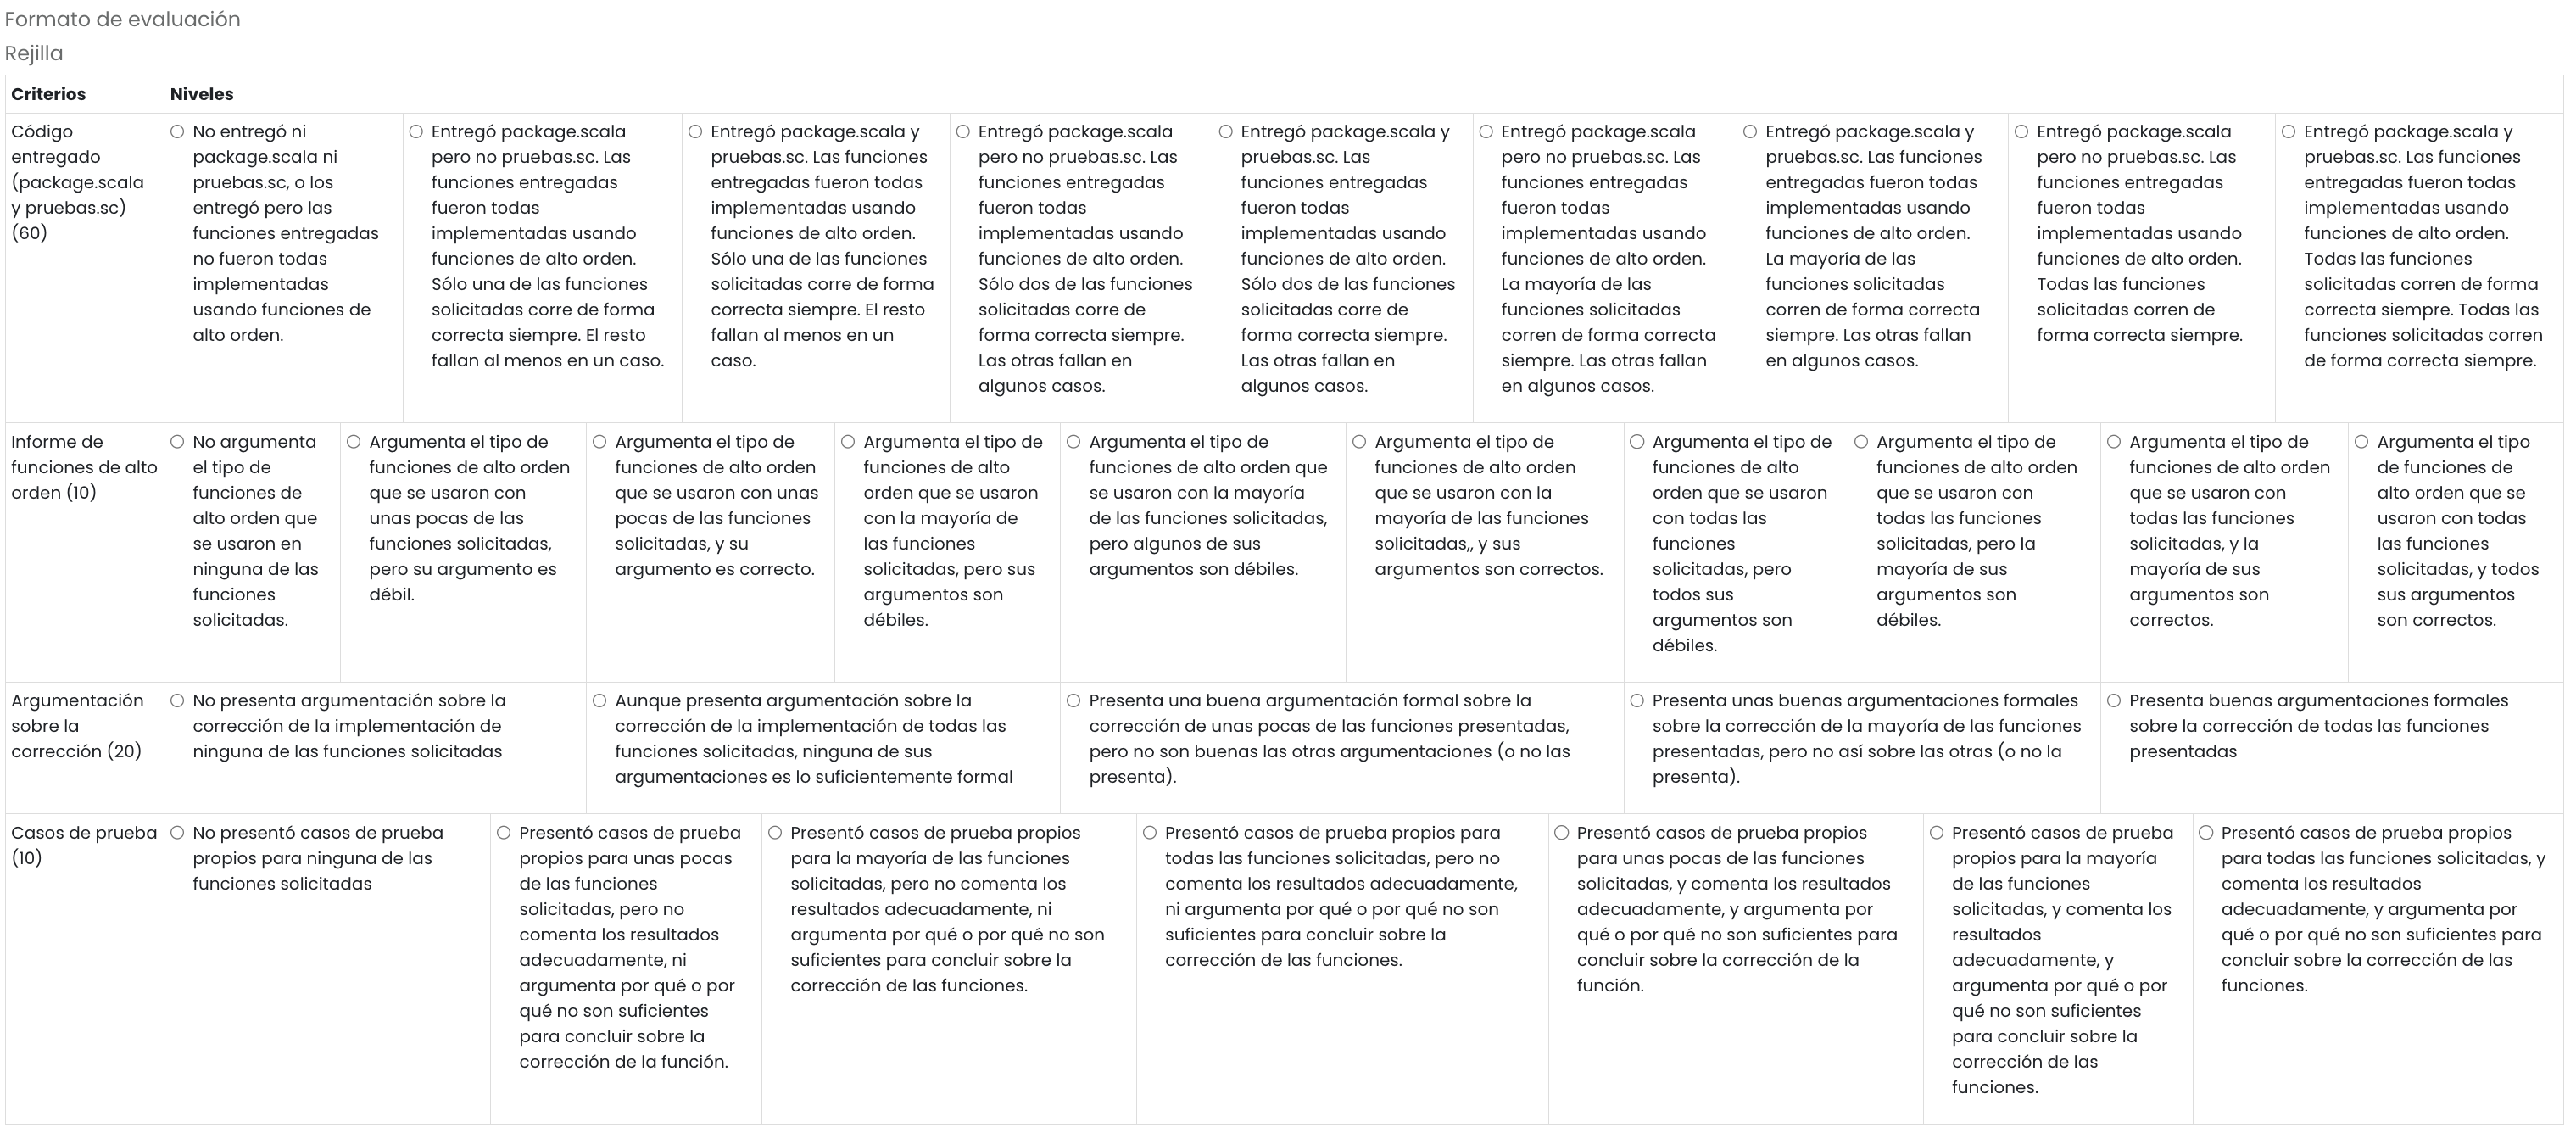 Formato de evaluación
Rejilla
Criterios
Niveles
Código
entregado
(package.scala
y pruebas.sc)
(60)
No entregó ni
package.scala ni
pruebas.sc, o los
entregó pero las
funciones entregadas
no fueron todas
implementadas
usando funciones de
alto orden.
Entregó package.scala
pero no pruebas.sc. Las
funciones entregadas
fueron todas
implementadas usando
funciones de alto orden.
Sólo una de las funciones
solicitadas corre de forma
correcta siempre. El resto
fallan al menos en un caso.
Entregó package.scala y
pruebas.sc. Las funciones
entregadas fueron todas
implementadas usando
funciones de alto orden.
Sólo una de las funciones
solicitadas corre de forma
correcta siempre. El resto
fallan al menos en un
caso.
Entregó package.scala
pero no pruebas.sc. Las
funciones entregadas
fueron todas
implementadas usando
funciones de alto orden.
Sólo dos de las funciones
solicitadas corre de
forma correcta siempre.
Las otras fallan en
algunos casos.
Entregó package.scala y
pruebas.sc. Las
funciones entregadas
fueron todas
implementadas usando
funciones de alto orden.
Sólo dos de las funciones
solicitadas corre de
forma correcta siempre.
Las otras fallan en
algunos casos.
Entregó package.scala
pero no pruebas.sc. Las
funciones entregadas
fueron todas
implementadas usando
funciones de alto orden.
La mayoría de las
funciones solicitadas
corren de forma correcta
siempre. Las otras fallan
en algunos casos.
Entregó package.scala y
pruebas.sc. Las funciones
entregadas fueron todas
implementadas usando
funciones de alto orden.
La mayoría de las
funciones solicitadas
corren de forma correcta
siempre. Las otras fallan
en algunos casos.
Entregó package.scala
pero no pruebas.sc. Las
funciones entregadas
fueron todas
implementadas usando
funciones de alto orden.
Todas las funciones
solicitadas corren de
forma correcta siempre.
Entregó package.scala y
pruebas.sc. Las funciones
entregadas fueron todas
implementadas usando
funciones de alto orden.
Todas las funciones
solicitadas corren de forma
correcta siempre. Todas las
funciones solicitadas corren
de forma correcta siempre.
Informe de
funciones de alto
orden (10)
No argumenta
el tipo de
funciones de
alto orden que
se usaron en
ninguna de las
funciones
solicitadas.
Argumenta el tipo de
funciones de alto orden
que se usaron con
unas pocas de las
funciones solicitadas,
pero su argumento es
débil.
Argumenta el tipo de
funciones de alto orden
que se usaron con unas
pocas de las funciones
solicitadas, y su
argumento es correcto.
Argumenta el tipo de
funciones de alto
orden que se usaron
con la mayoría de
las funciones
solicitadas, pero sus
argumentos son
débiles.
Argumenta el tipo de
funciones de alto orden que
se usaron con la mayoría
de las funciones solicitadas,
pero algunos de sus
argumentos son débiles.
Argumenta el tipo de
funciones de alto orden
que se usaron con la
mayoría de las funciones
solicitadas,, y sus
argumentos son correctos.
Argumenta el tipo de
funciones de alto
orden que se usaron
con todas las
funciones
solicitadas, pero
todos sus
argumentos son
débiles.
Argumenta el tipo de
funciones de alto orden
que se usaron con
todas las funciones
solicitadas, pero la
mayoría de sus
argumentos son
débiles.
Argumenta el tipo de
funciones de alto orden
que se usaron con
todas las funciones
solicitadas, y la
mayoría de sus
argumentos son
correctos.
Argumenta el tipo
de funciones de
alto orden que se
usaron con todas
las funciones
solicitadas, y todos
sus argumentos
son correctos.
Argumentación
sobre la
corrección (20)
No presenta argumentación sobre la
corrección de la implementación de
ninguna de las funciones solicitadas
Aunque presenta argumentación sobre la
corrección de la implementación de todas las
funciones solicitadas, ninguna de sus
argumentaciones es lo suficientemente formal
Presenta una buena argumentación formal sobre la
corrección de unas pocas de las funciones presentadas,
pero no son buenas las otras argumentaciones (o no las
presenta).
Presenta unas buenas argumentaciones formales
sobre la corrección de la mayoría de las funciones
presentadas, pero no así sobre las otras (o no la
presenta).
Presenta buenas argumentaciones formales
sobre la corrección de todas las funciones
presentadas
Casos de prueba
(10)
No presentó casos de prueba
propios para ninguna de las
funciones solicitadas
Presentó casos de prueba
propios para unas pocas
de las funciones
solicitadas, pero no
comenta los resultados
adecuadamente, ni
argumenta por qué o por
qué no son suficientes
para concluir sobre la
corrección de la función.
Presentó casos de prueba propios
para la mayoría de las funciones
solicitadas, pero no comenta los
resultados adecuadamente, ni
argumenta por qué o por qué no son
suficientes para concluir sobre la
corrección de las funciones.
Presentó casos de prueba propios para
todas las funciones solicitadas, pero no
comenta los resultados adecuadamente,
ni argumenta por qué o por qué no son
suficientes para concluir sobre la
corrección de las funciones.
Presentó casos de prueba propios
para unas pocas de las funciones
solicitadas, y comenta los resultados
adecuadamente, y argumenta por
qué o por qué no son suficientes para
concluir sobre la corrección de la
función.
Presentó casos de prueba
propios para la mayoría
de las funciones
solicitadas, y comenta los
resultados
adecuadamente, y
argumenta por qué o por
qué no son suficientes
para concluir sobre la
corrección de las
funciones.
Presentó casos de prueba propios
para todas las funciones solicitadas, y
comenta los resultados
adecuadamente, y argumenta por
qué o por qué no son suficientes para
concluir sobre la corrección de las
funciones.